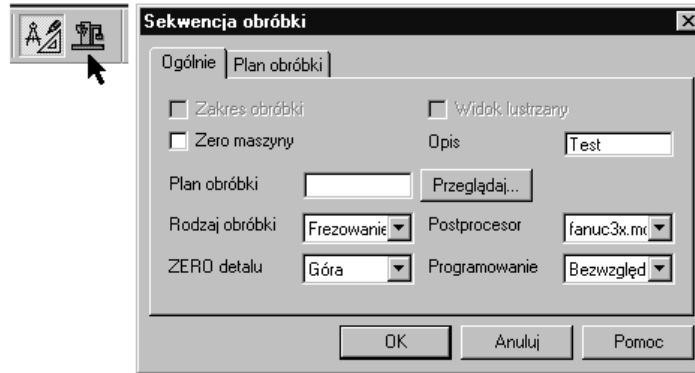 Sekwencja obróbki
Ogólnie Plan obróbki
Zakres obróbki Widok lustrzany
Zero maszyny Opis Test
Plan obróbki Przeglądaj...
Rodzaj obróbki Frezowanie Postprocesor fanuc3x.mc
ZERO detalu Góra Programowanie Bezwzględ
OK Anuluj Pomoc